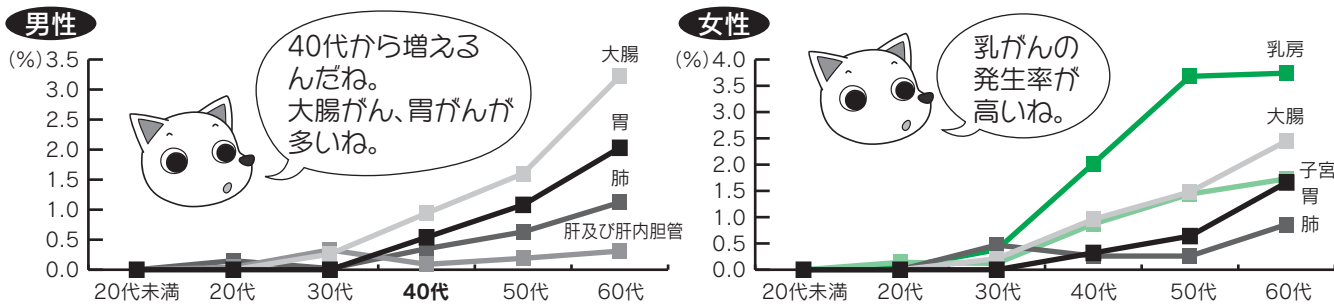 男性
(%)
3.5
3.0
2.5
2.0
1.5
1.0
0.5
0.0
20代未満 20代 30代 40代 50代 60代
40代から増える
んだね。
大腸がん、胃がんが
多いね。
大腸
胃
肺
肝及び肝内胆管
女性
(%)
4.0
3.5
3.0
2.5
2.0
1.5
1.0
0.5
0.0
20代未満 20代 30代 40代 50代 60代
乳がんの
発生率が
高いね。
乳房
大腸
子宮
胃
肺